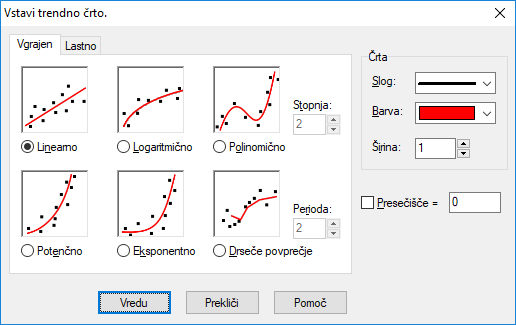 Vstavi trendno črto.
Vgrajen Lastno
Stopnja:
2
Linearno Logaritmično Polinomično
Perioda:
2
Potenčno Eksponentno Drseče povprečje
Črta
Slog:
Barva:
Širina: 1
Presečišče = 0
Vredu Prekliči Pomoč